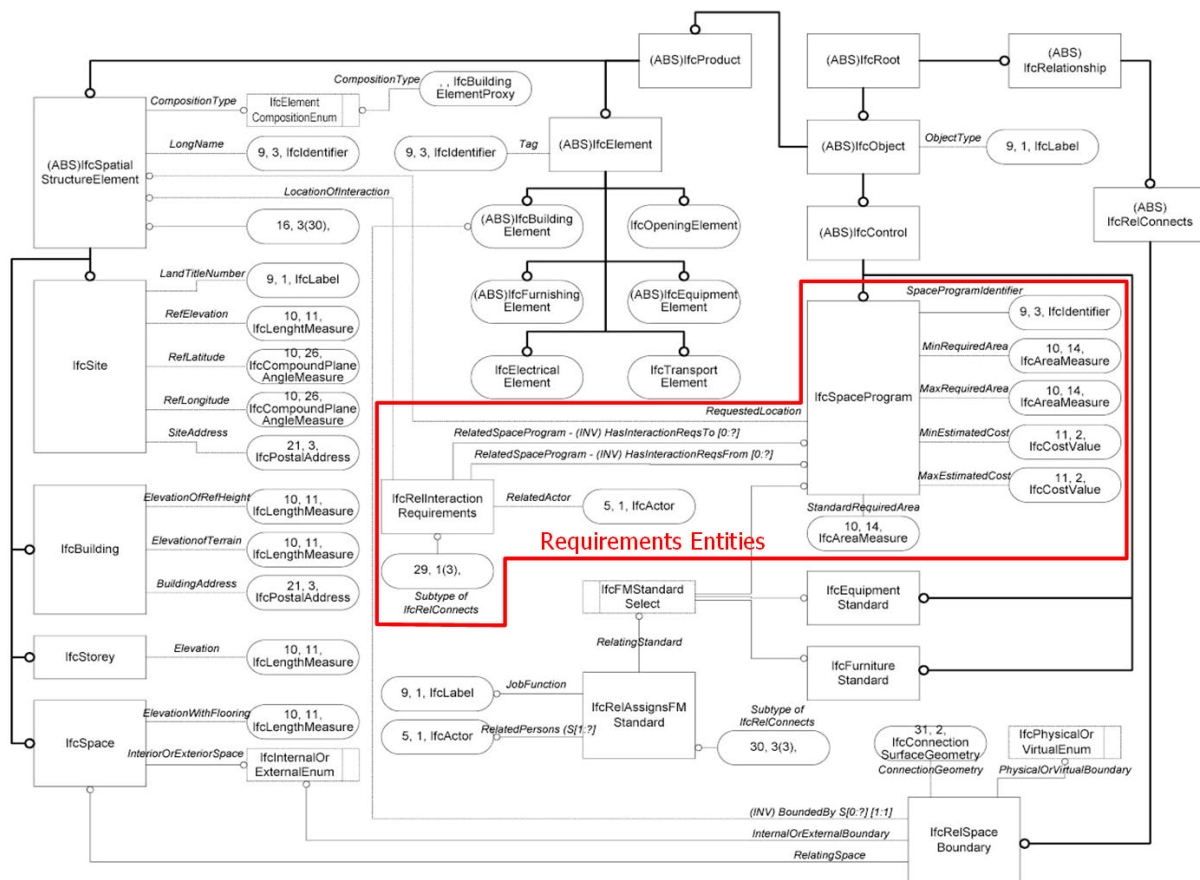 (ABS)IfcProduct
(ABS)IfcRoot
(ABS)
IfcRelationship
CompositionType
, , IfcBuilding
ElementProxy
CompositionType
IfcElement
CompositionEnum
(ABS)IfcSpatial
StructureElement
LongName
9, 3, IfcIdentifier
9, 3, IfcIdentifier
Tag
(ABS)IfcElement
(ABS)IfcObject
ObjectType
9, 1, IfcLabel
LocationOfInteraction
16, 3(30),
(ABS)IfcBuilding
Element
IfcOpeningElement
(ABS)IfcControl
(ABS)
IfcRelConnects
LandTitleNumber
9, 1, IfcLabel
(ABS)IfcFurnishing
Element
(ABS)IfcEquipment
Element
SpaceProgramIdentifier
9, 3, IfcIdentifier
RefElevation
10, 11,
IfcLenghtMeasure
IfcSite
RefLatitude
10, 26,
IfcCompoundPlane
AngleMeasure
IfcElectrical
Element
IfcTransport
Element
MinRequiredArea
10, 14,
IfcAreaMeasure
IfcSpaceProgram
MaxRequiredArea
10, 14,
IfcAreaMeasure
RefLongitude
10, 26,
IfcCompoundPlane
AngleMeasure
RequestedLocation
SiteAddress
21, 3,
IfcPostalAddress
RelatedSpaceProgram - (INV) HasInteractionReqsTo [0:?]
MinEstimatedCost
11, 2,
IfcCostValue
RelatedSpaceProgram - (INV) HasInteractionReqsFrom [0:?]
MaxEstimatedCost
11, 2,
IfcCostValue
ElevationOfRefHeight
10, 11,
IfcLengthMeasure
IfcRelInteraction
Requirements
RelatedActor
5, 1, IfcActor
StandardRequiredArea
10, 14,
IfcAreaMeasure
IfcBuilding
ElevationofTerrain
10, 11,
IfcLengthMeasure
Requirements Entities
29, 1(3),
Subtype of
IfcRelConnects
BuildingAddress
21, 3,
IfcPostalAddress
IfcFMStandard
Select
IfcEquipment
Standard
RelatingStandard
IfcStorey
Elevation
10, 11,
IfcLengthMeasure
IfcFurniture
Standard
9, 1, IfcLabel
JobFunction
IfcRelAssignsFM
Standard
5, 1, IfcActor
RelatedPersons (S[1:?]
Subtype of
IfcRelConnects
30, 3(3),
ElevationWithFlooring
10, 11,
IfcLengthMeasure
IfcSpace
InteriorOrExteriorSpace
IfcInternalOr
ExternalEnum
31, 2,
IfcConnection
SurfaceGeometry
ConnectionGeometry
IfcPhysicalOr
VirtualEnum
PhysicalOrVirtualBoundary
(INV) BoundedBy S[0:?] [1:1]
InternalOrExternalBoundary
RelatingSpace
IfcRelSpace
Boundary